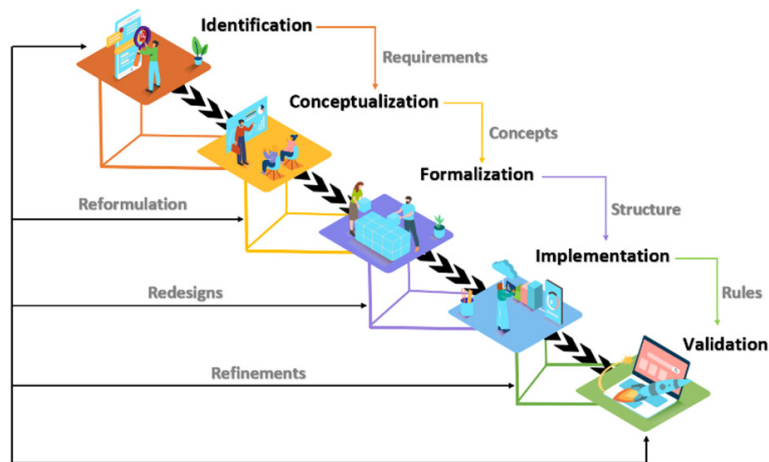 Identification
Requirements
Conceptualization
Concepts
Formalization
Reformulation
Structure
Implementation
Redesigns
Rules
Validation
Refinements